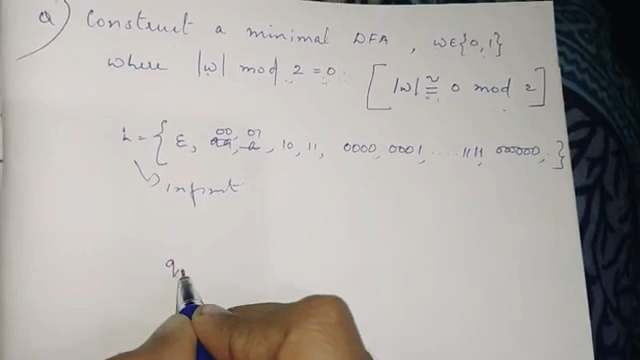 Q) Construct a minimal DFA, w∈{0,1}
where |w| mod 2 = 0. [|w| ≅ 0 mod 2]
L = {ε, 00, 01, 10, 11, 0000, 0001, ..... 1111, 000000, . }
↳ infinit
q